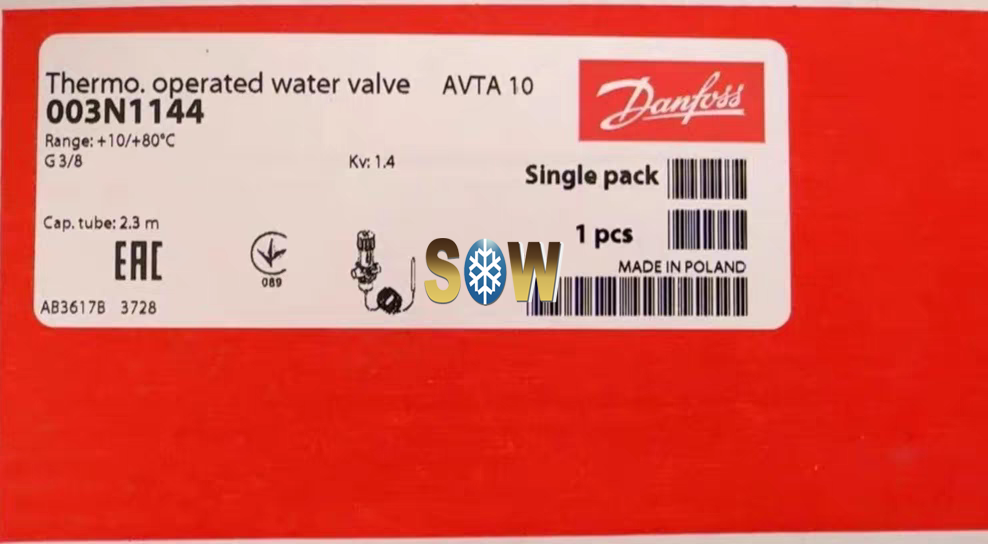 Thermo. operated water valve AVTA 10
003N1144
Danfoss
Range: +10/+80°C
G 3/8 Kv: 1.4
Single pack
Cap. tube: 2.3 m
1 pcs
EAC
089
SOW
MADE IN POLAND
AB3617B 3728